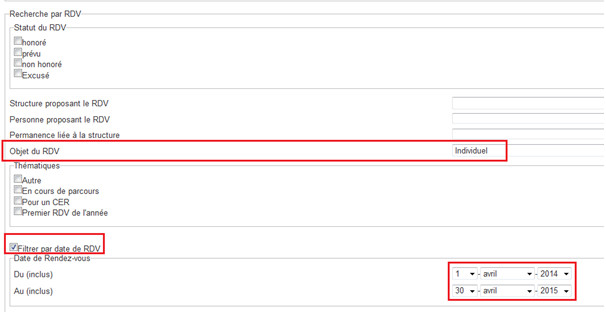 Recherche par RDV
Statut du RDV
honoré
prévu
non honoré
Excusé
Structure proposant le RDV
Personne proposant le RDV
Permanence liée à la structure
Objet du RDV Individuel
Thématiques
Autre
En cours de parcours
Pour un CER
Premier RDV de l'année
Filtrer par date de RDV
Date de Rendez-vous
Du (inclus) 1 - avril - 2014
Au (inclus) 30 - avril - 2015